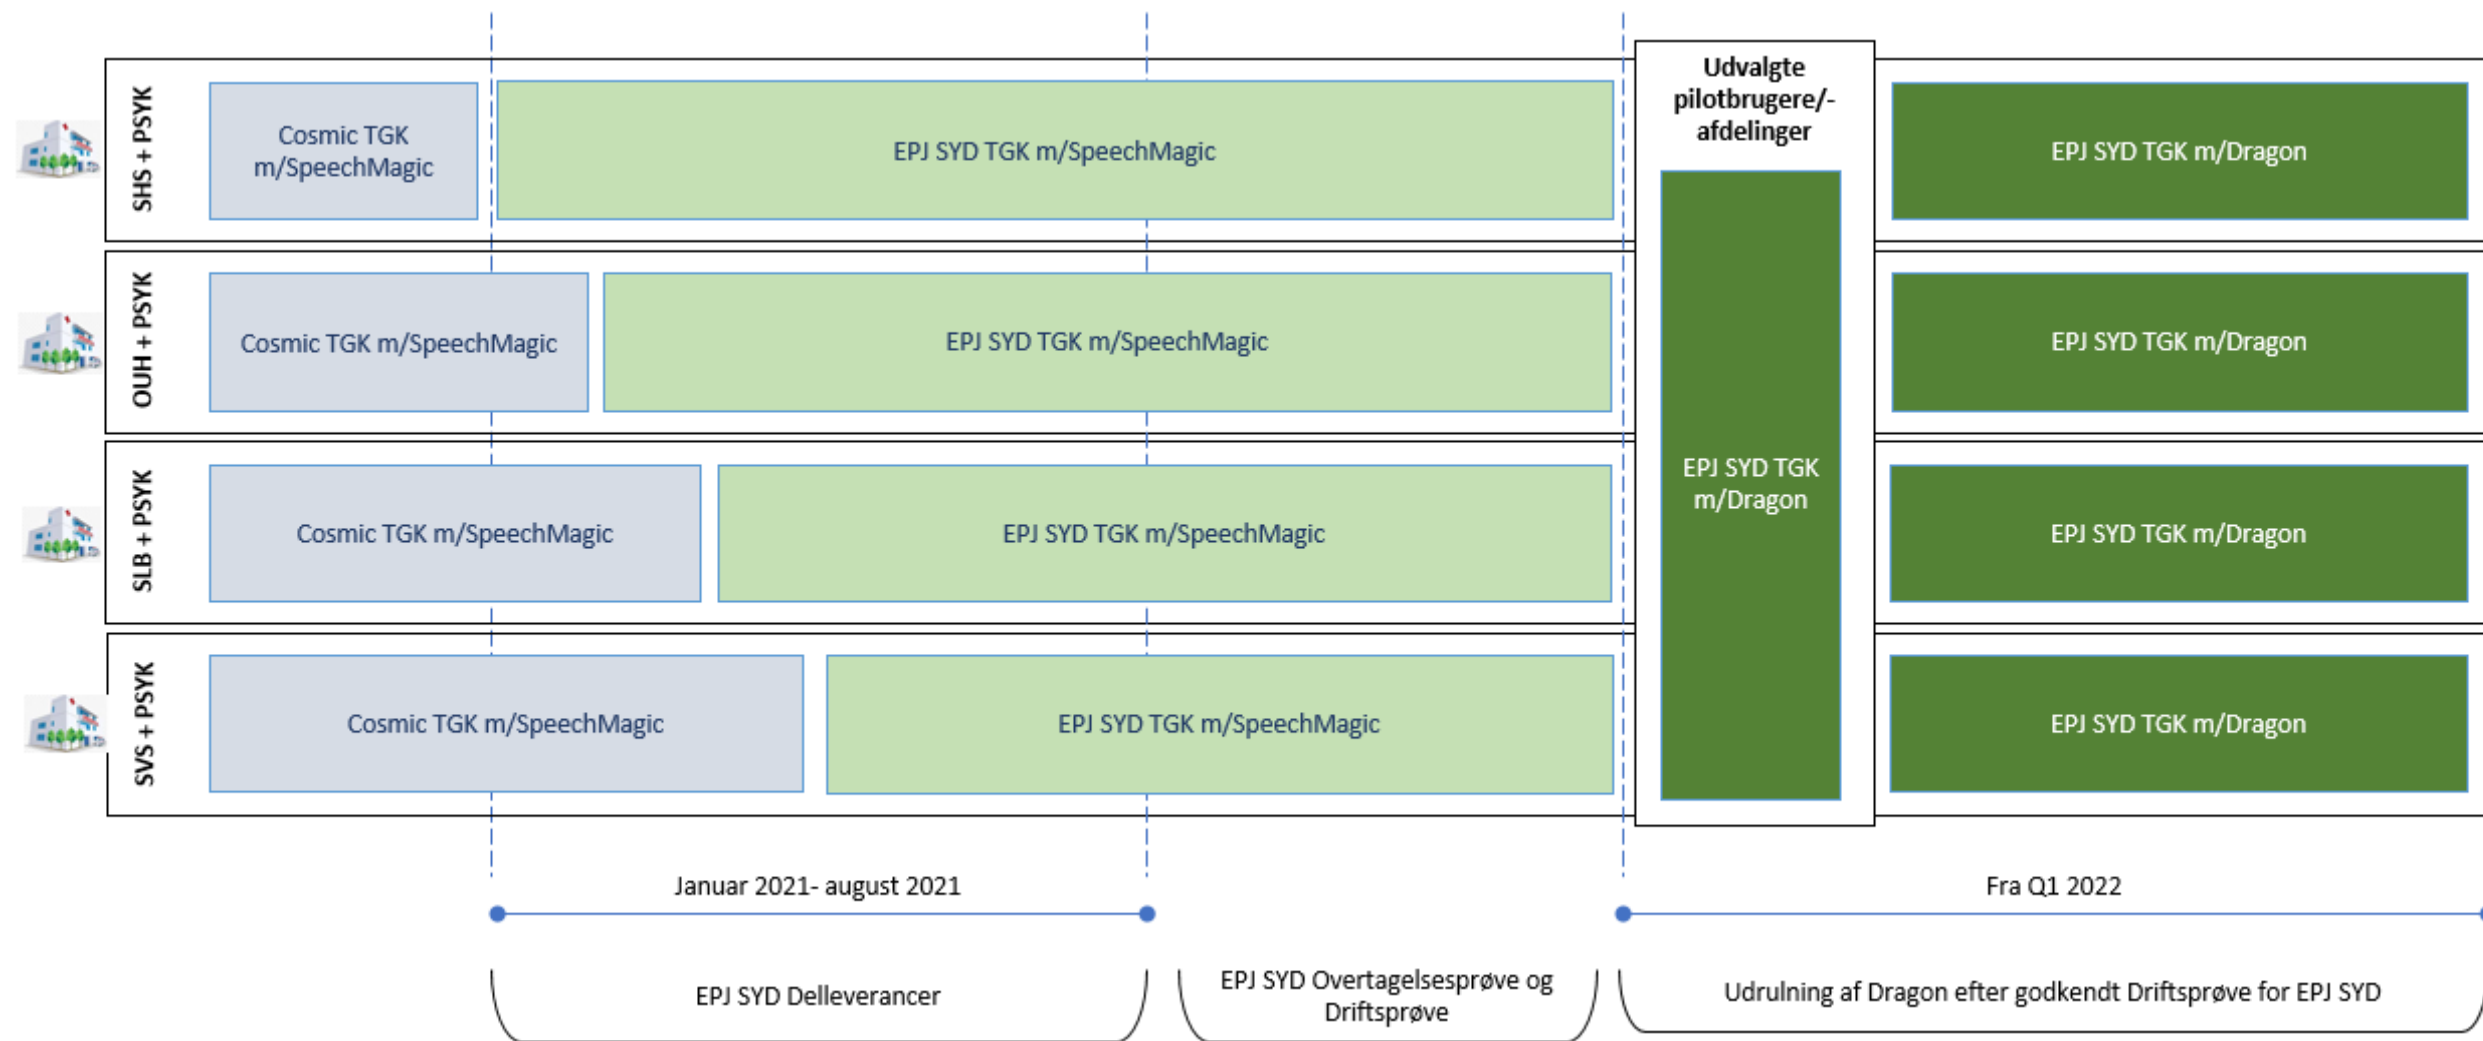 SHS + PSYK
Cosmic TGK
m/SpeechMagic
EPJ SYD TGK m/SpeechMagic
Udvalgte
pilotbrugere/-
afdelinger
EPJ SYD TGK m/Dragon
OUH + PSYK
Cosmic TGK m/SpeechMagic
EPJ SYD TGK m/SpeechMagic
EPJ SYD TGK m/Dragon
EPJ SYD TGK
m/Dragon
SLB + PSYK
Cosmic TGK m/SpeechMagic
EPJ SYD TGK m/SpeechMagic
EPJ SYD TGK m/Dragon
SVS + PSYK
Cosmic TGK m/SpeechMagic
EPJ SYD TGK m/SpeechMagic
EPJ SYD TGK m/Dragon
Januar 2021- august 2021
Fra Q1 2022
EPJ SYD Delleverancer
EPJ SYD Overtagelsesprøve og
Driftsprøve
Udrulning af Dragon efter godkendt Driftsprøve for EPJ SYD